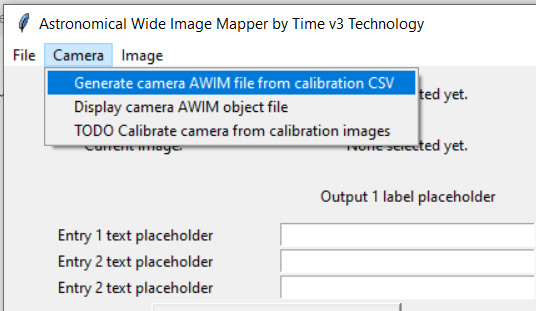 Astronomical Wide Image Mapper by Time v3 Technology
File Camera Image
Generate camera AWIM file from calibration CSV
Display camera AWIM object file
TODO Calibrate camera from calibration images
yet.
Current image: None selected yet.
Output 1 label placeholder
Entry 1 text placeholder
Entry 2 text placeholder
Entry 2 text placeholder